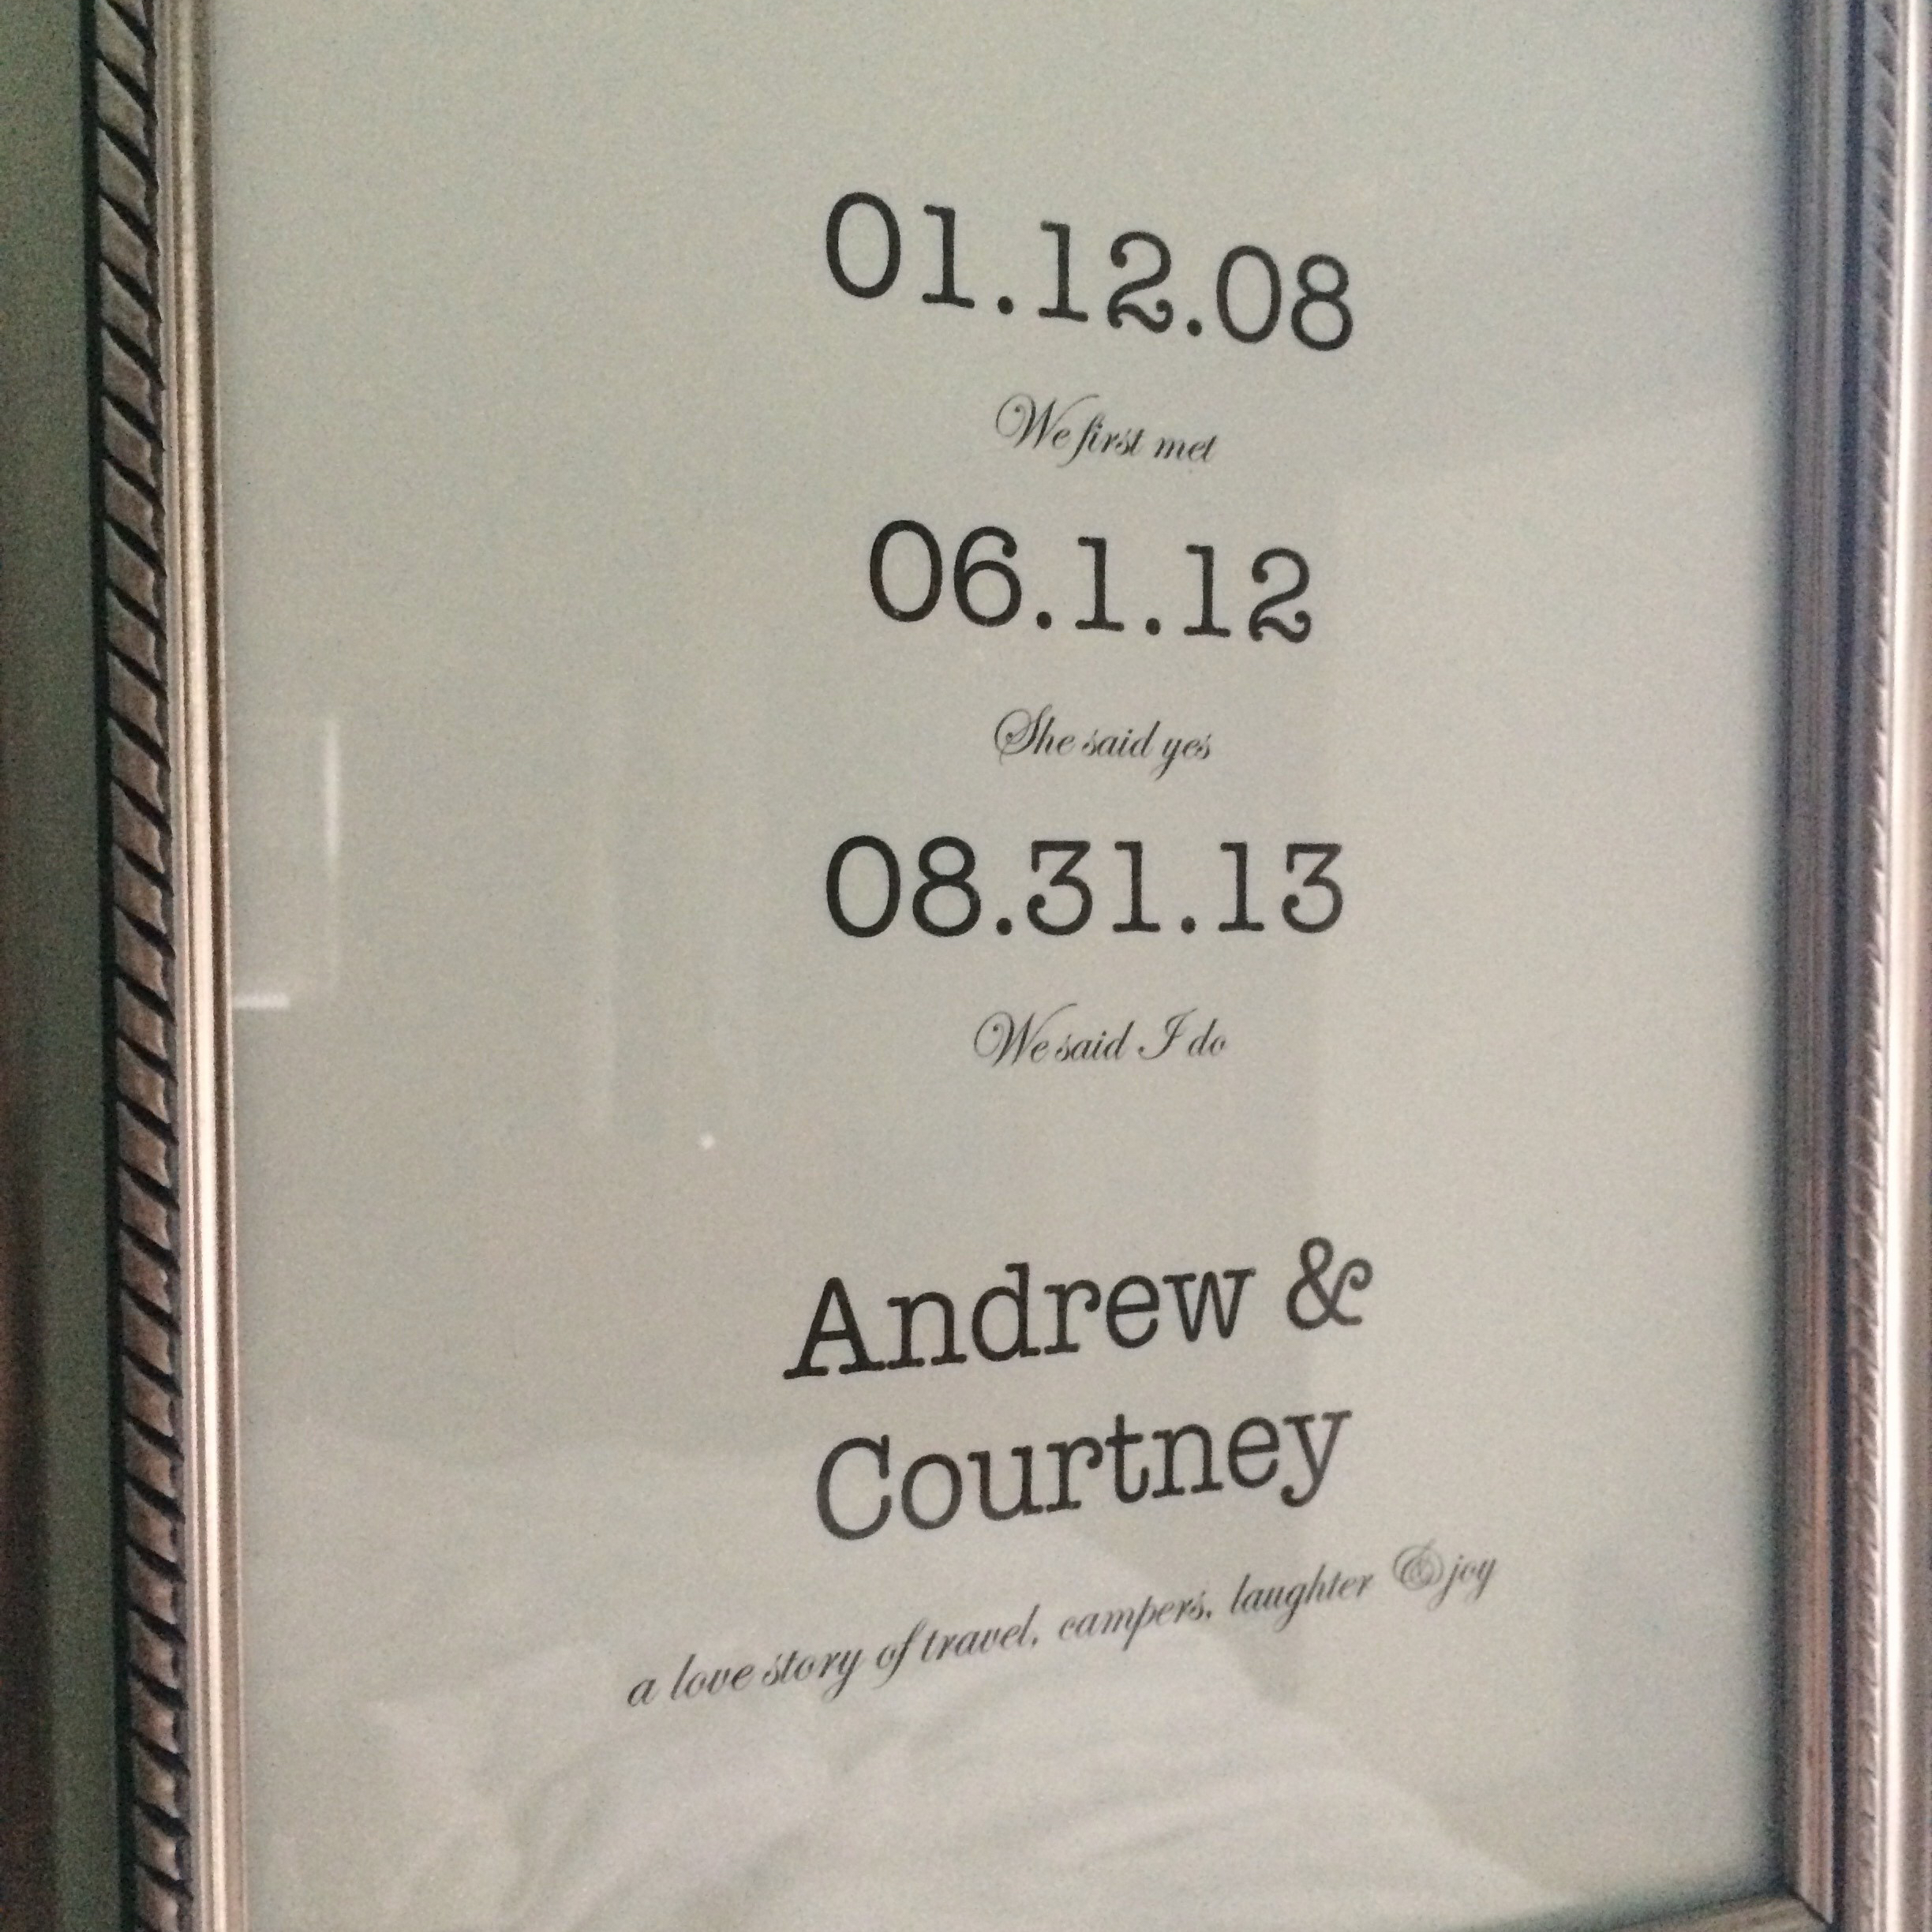 01.12.08
We first met
06.1.12
She said yes
08.31.13
We said I do
Andrew &
Courtney
a love story of travel, campers, laughter & joy